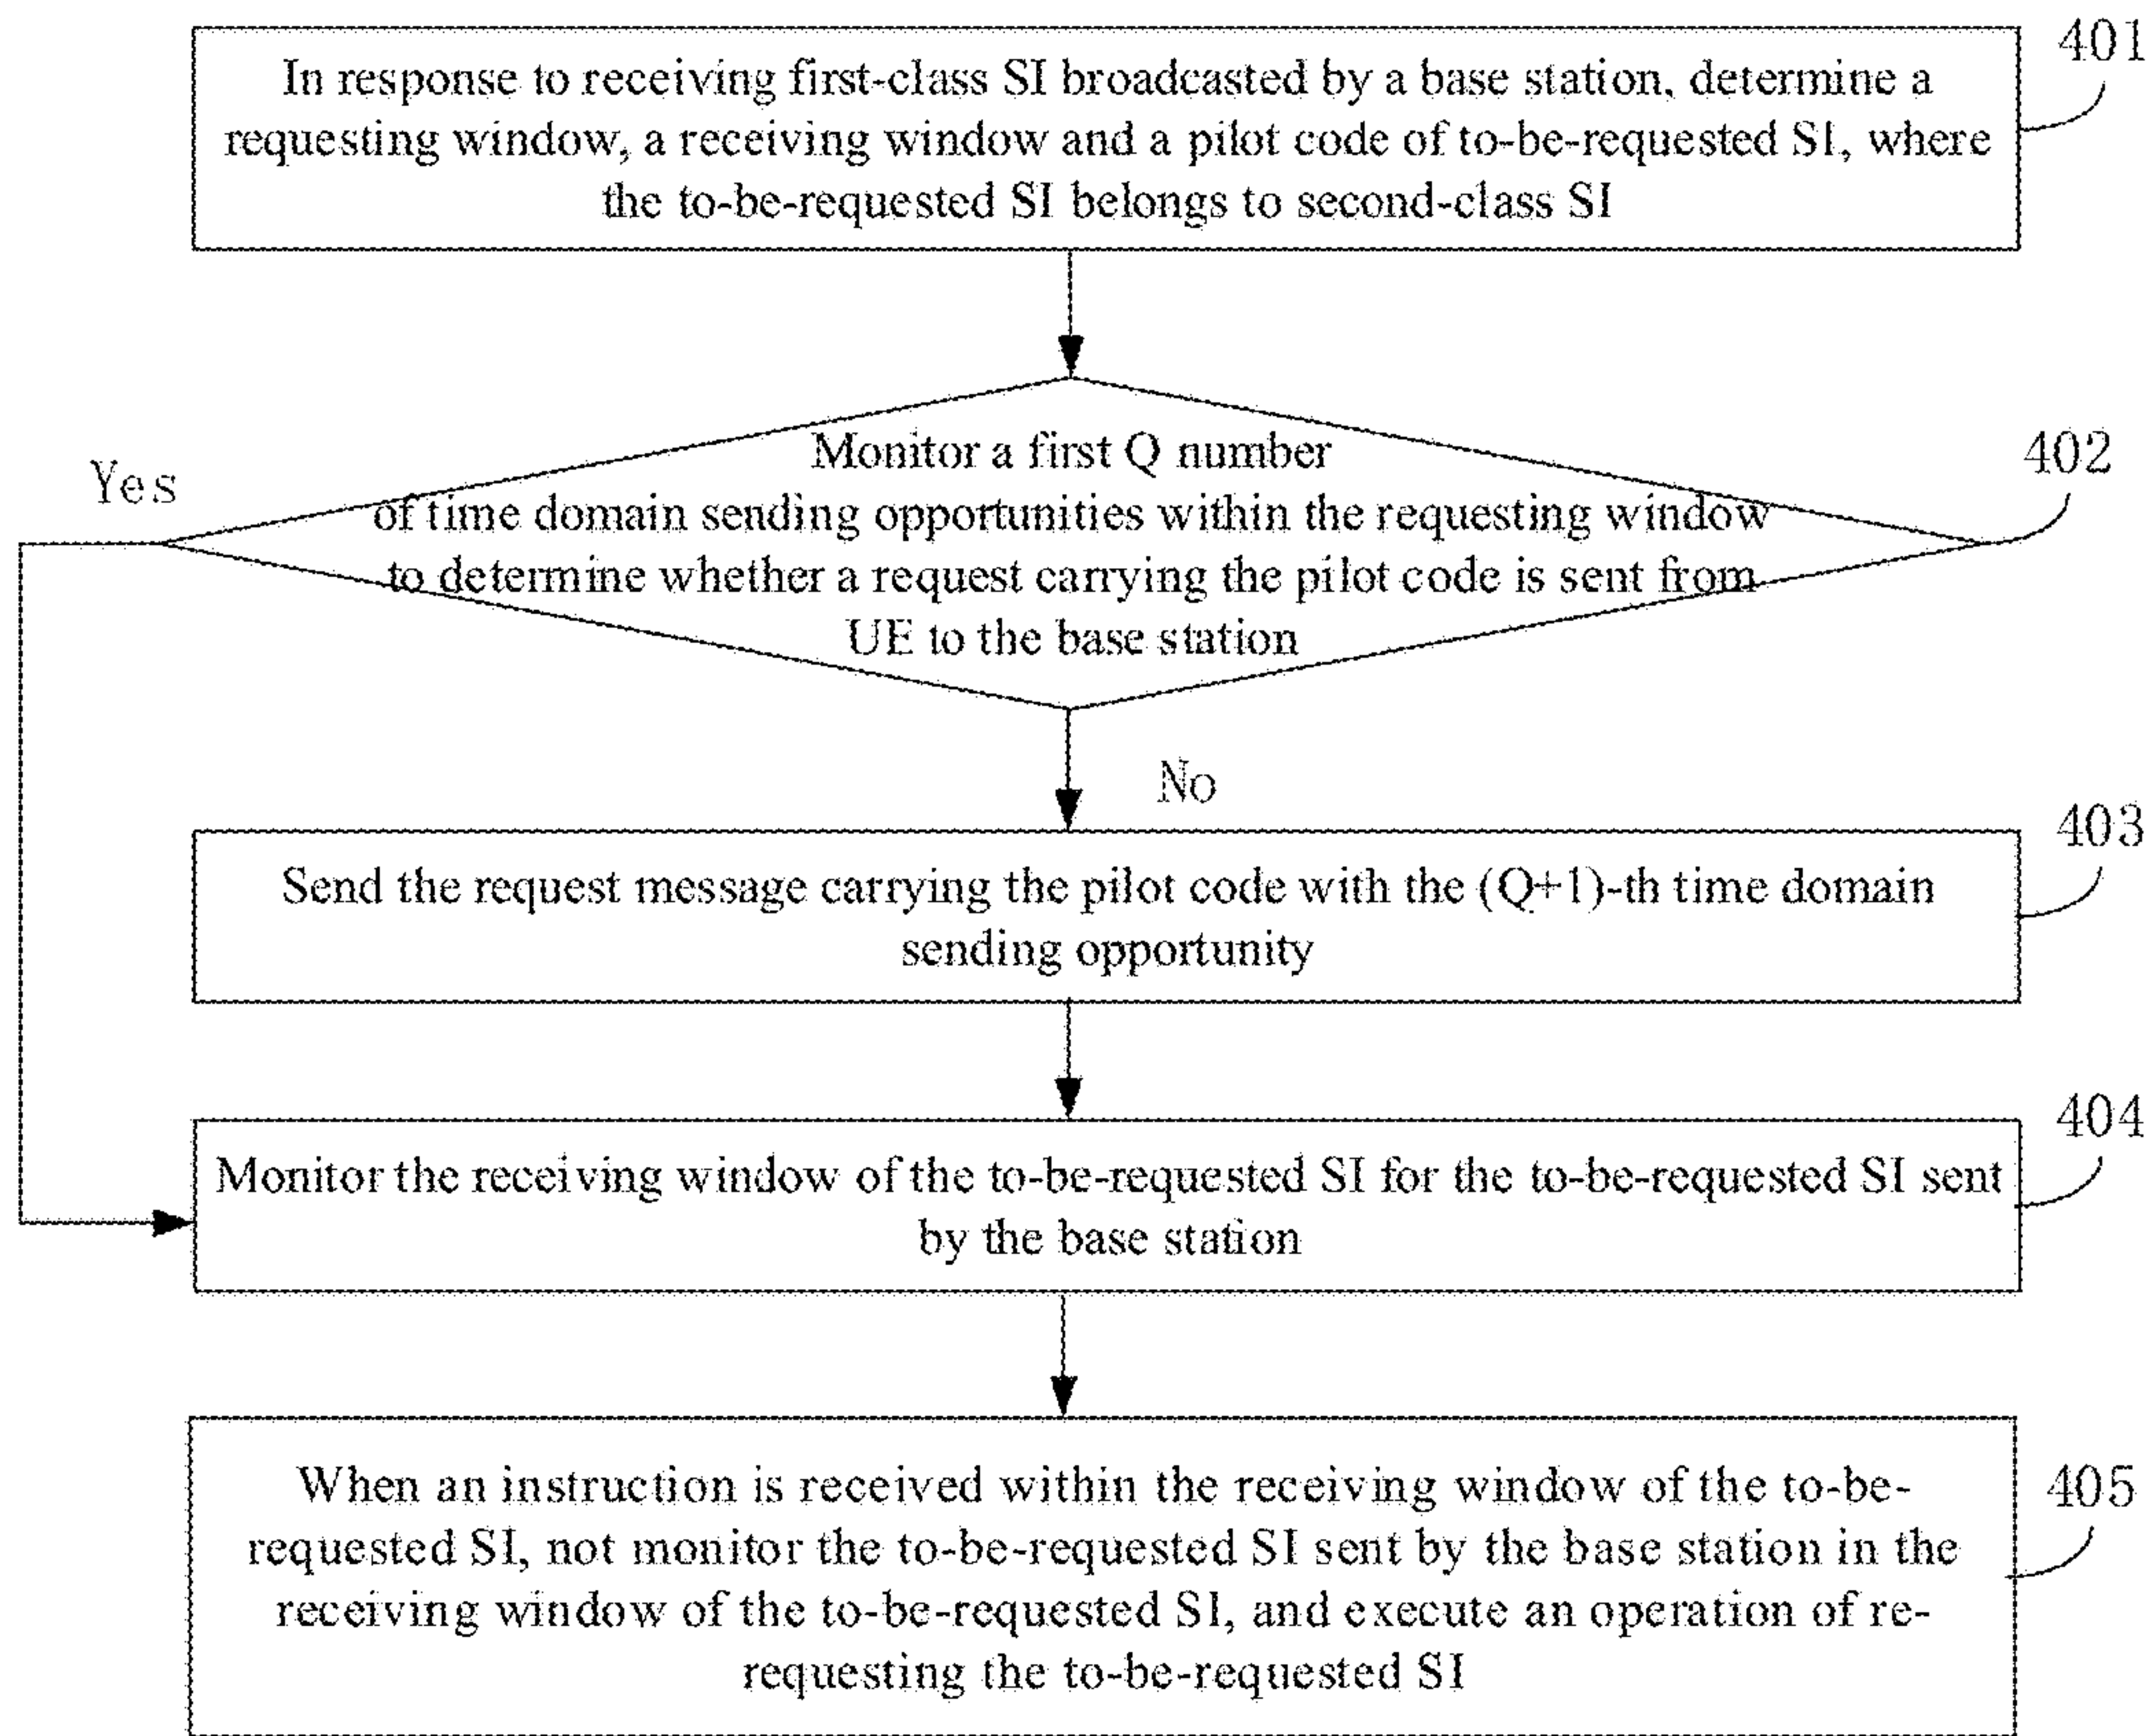 401
In response to receiving first-class SI broadcasted by a base station, determine a
requesting window, a receiving window and a pilot code of to-be-requested SI, where
the to-be-requested SI belongs to second-class SI
402
Yes
Monitor a first Q number
of time domain sending opportunities within the requesting window
to determine whether a request carrying the pilot code is sent from
UE to the base station
No
403
Send the request message carrying the pilot code with the (Q+1)-th time domain
sending opportunity
404
Monitor the receiving window of the to-be-requested SI for the to-be-requested SI sent
by the base station
405
When an instruction is received within the receiving window of the to-be-
requested SI, not monitor the to-be-requested SI sent by the base station in the
receiving window of the to-be-requested SI, and execute an operation of re-
requesting the to-be-requested SI